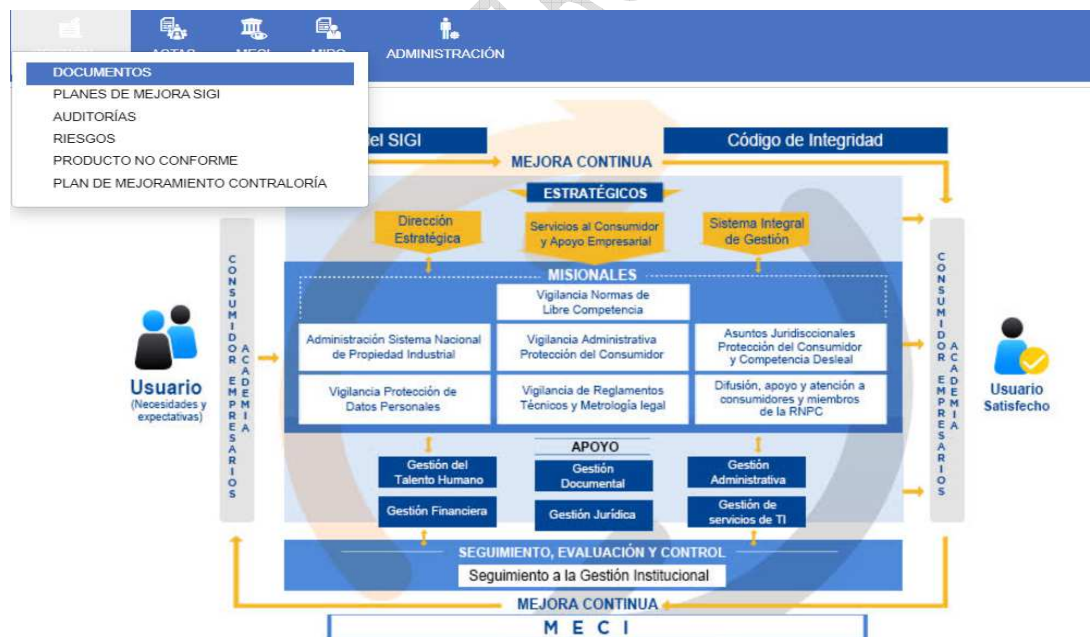 ACTAS MECI MIPG ADMINISTRACIÓN
DOCUMENTOS
PLANES DE MEJORA SIGI
AUDITORÍAS
RIESGOS
PRODUCTO NO CONFORME
PLAN DE MEJORAMIENTO CONTRALORÍA
del SIGI
Código de Integridad
MEJORA CONTINUA
ESTRATÉGICOS
Dirección
Estratégica
Servicios al Consumidor
y Apoyo Empresarial
Sistema Integral
de Gestión
MISIONALES
Vigilancia Normas de
Libre Competencia
Administración Sistema Nacional
de Propiedad Industrial
Vigilancia Administrativa
Protección del Consumidor
Asuntos Juridisccionales
Protección del Consumidor
y Competencia Desleal
Vigilancia Protección de
Datos Personales
Vigilancia de Reglamentos
Técnicos y Metrología legal
Difusión, apoyo y atención a
consumidores y miembros
de la RNPC
CONSUMIDOR EMPRESARIOS
ACADEMIA
Usuario
(Necesidades y
expectativas)
CONSUMIDOR EMPRESARIOS
ACADEMIA
Usuario
Satisfecho
APOYO
Gestión del
Talento Humano
Gestión
Documental
Gestión
Administrativa
Gestión Financiera
Gestión Jurídica
Gestión de
servicios de TI
SEGUIMIENTO, EVALUACIÓN Y CONTROL
Seguimiento a la Gestión Institucional
MEJORA CONTINUA
MECI